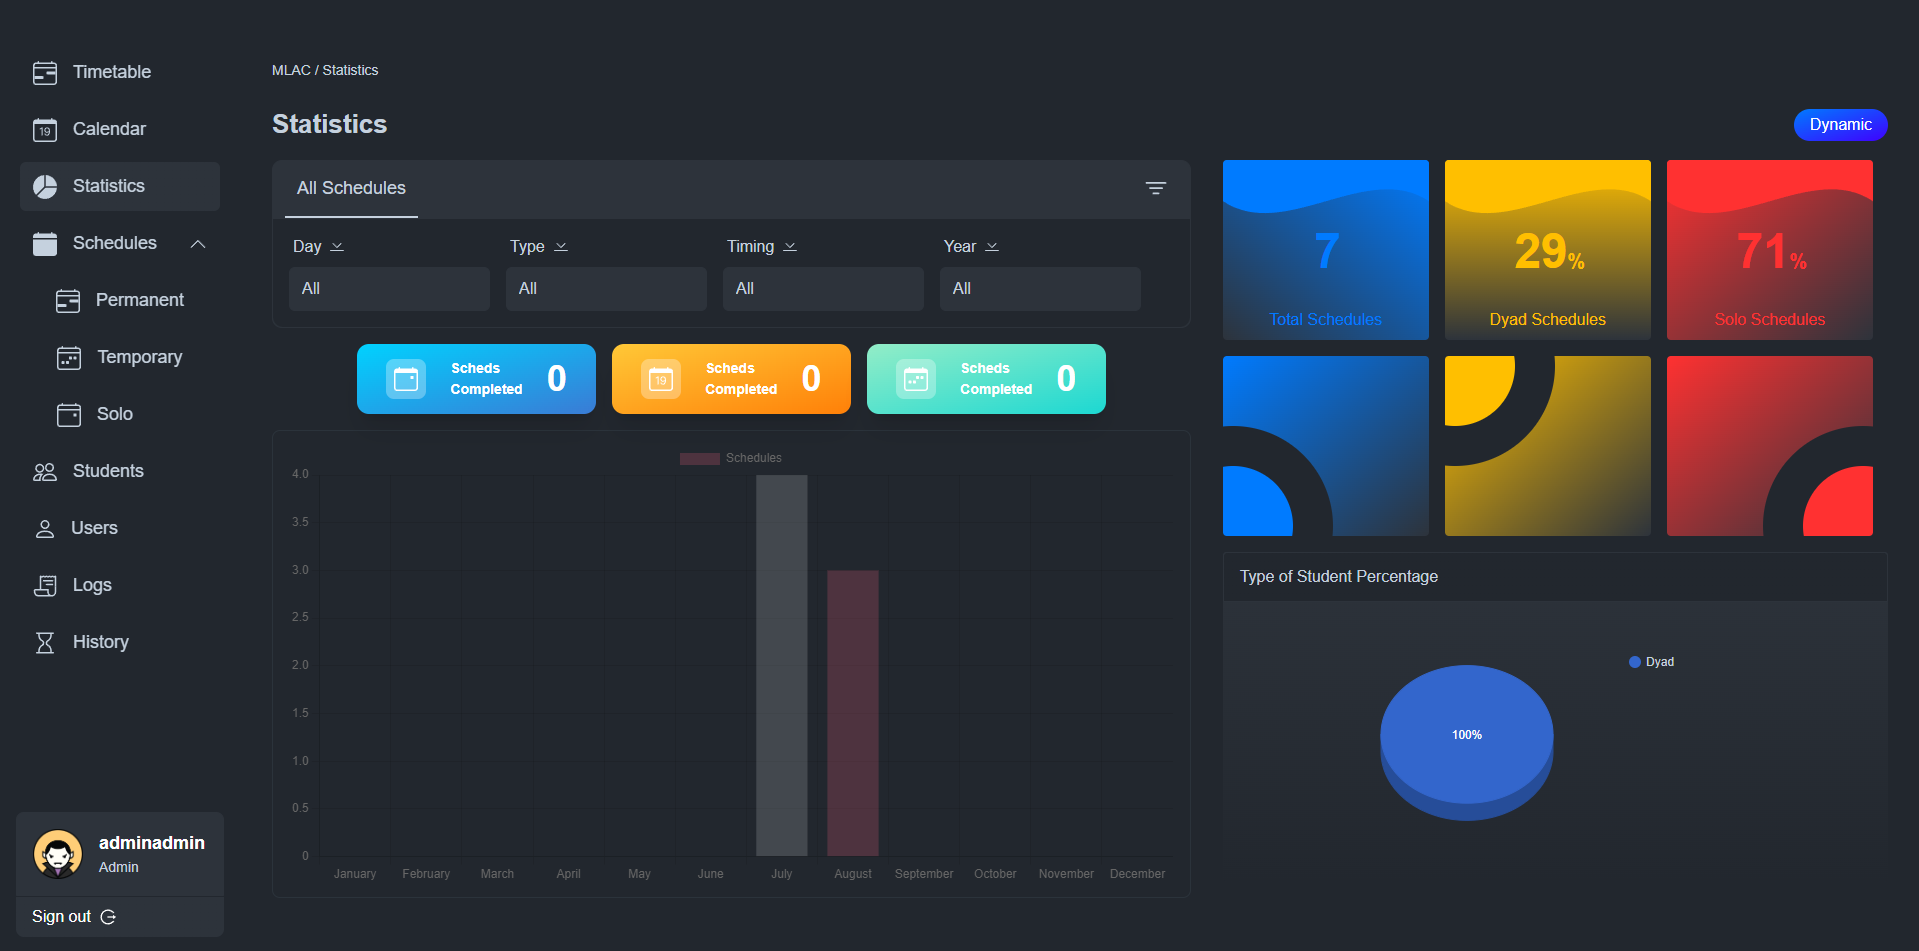 Timetable
Calendar
19
Statistics
Schedules
Permanent
Temporary
Solo
Students
Users
Logs
History
adminadmin
Admin
Sign out
MLAC / Statistics
Statistics
Dynamic
All Schedules
Day Type Timing Year
All All All All
Scheds Completed 0
19 Scheds Completed 0
Scheds Completed 0
Schedules
4.0
3.5
3.0
2.5
2.0
1.5
1.0
0.5
0
January February March April May June July August September October November December
7
Total Schedules
29%
Dyad Schedules
71%
Solo Schedules
Type of Student Percentage
Dyad
100%